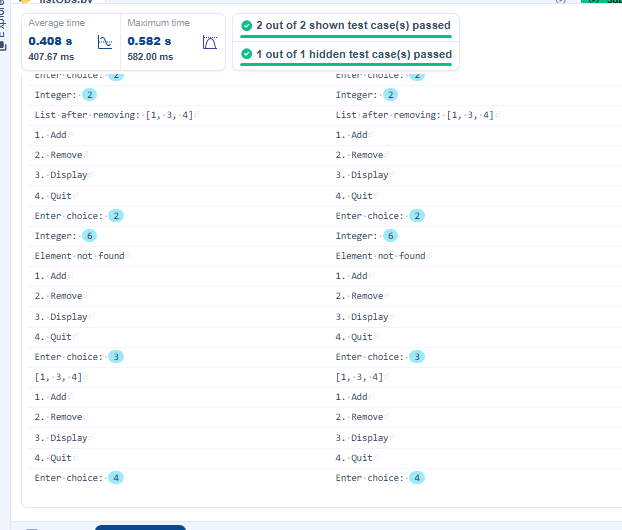 Average time
0.408 s
407.67 ms
Maximum time
0.582 s
582.00 ms
2 out of 2 shown test case(s) passed
1 out of 1 hidden test case(s) passed
Enter choice: 2 Enter choice: 2
Integer: 2 Integer: 2
List after removing: [1, 3, 4] List after removing: [1, 3, 4]
1. Add 1. Add
2. Remove 2. Remove
3. Display 3. Display
4. Quit 4. Quit
Enter choice: 2 Enter choice: 2
Integer: 6 Integer: 6
Element not found Element not found
1. Add 1. Add
2. Remove 2. Remove
3. Display 3. Display
4. Quit 4. Quit
Enter choice: 3 Enter choice: 3
[1, 3, 4] [1, 3, 4]
1. Add 1. Add
2. Remove 2. Remove
3. Display 3. Display
4. Quit 4. Quit
Enter choice: 4 Enter choice: 4